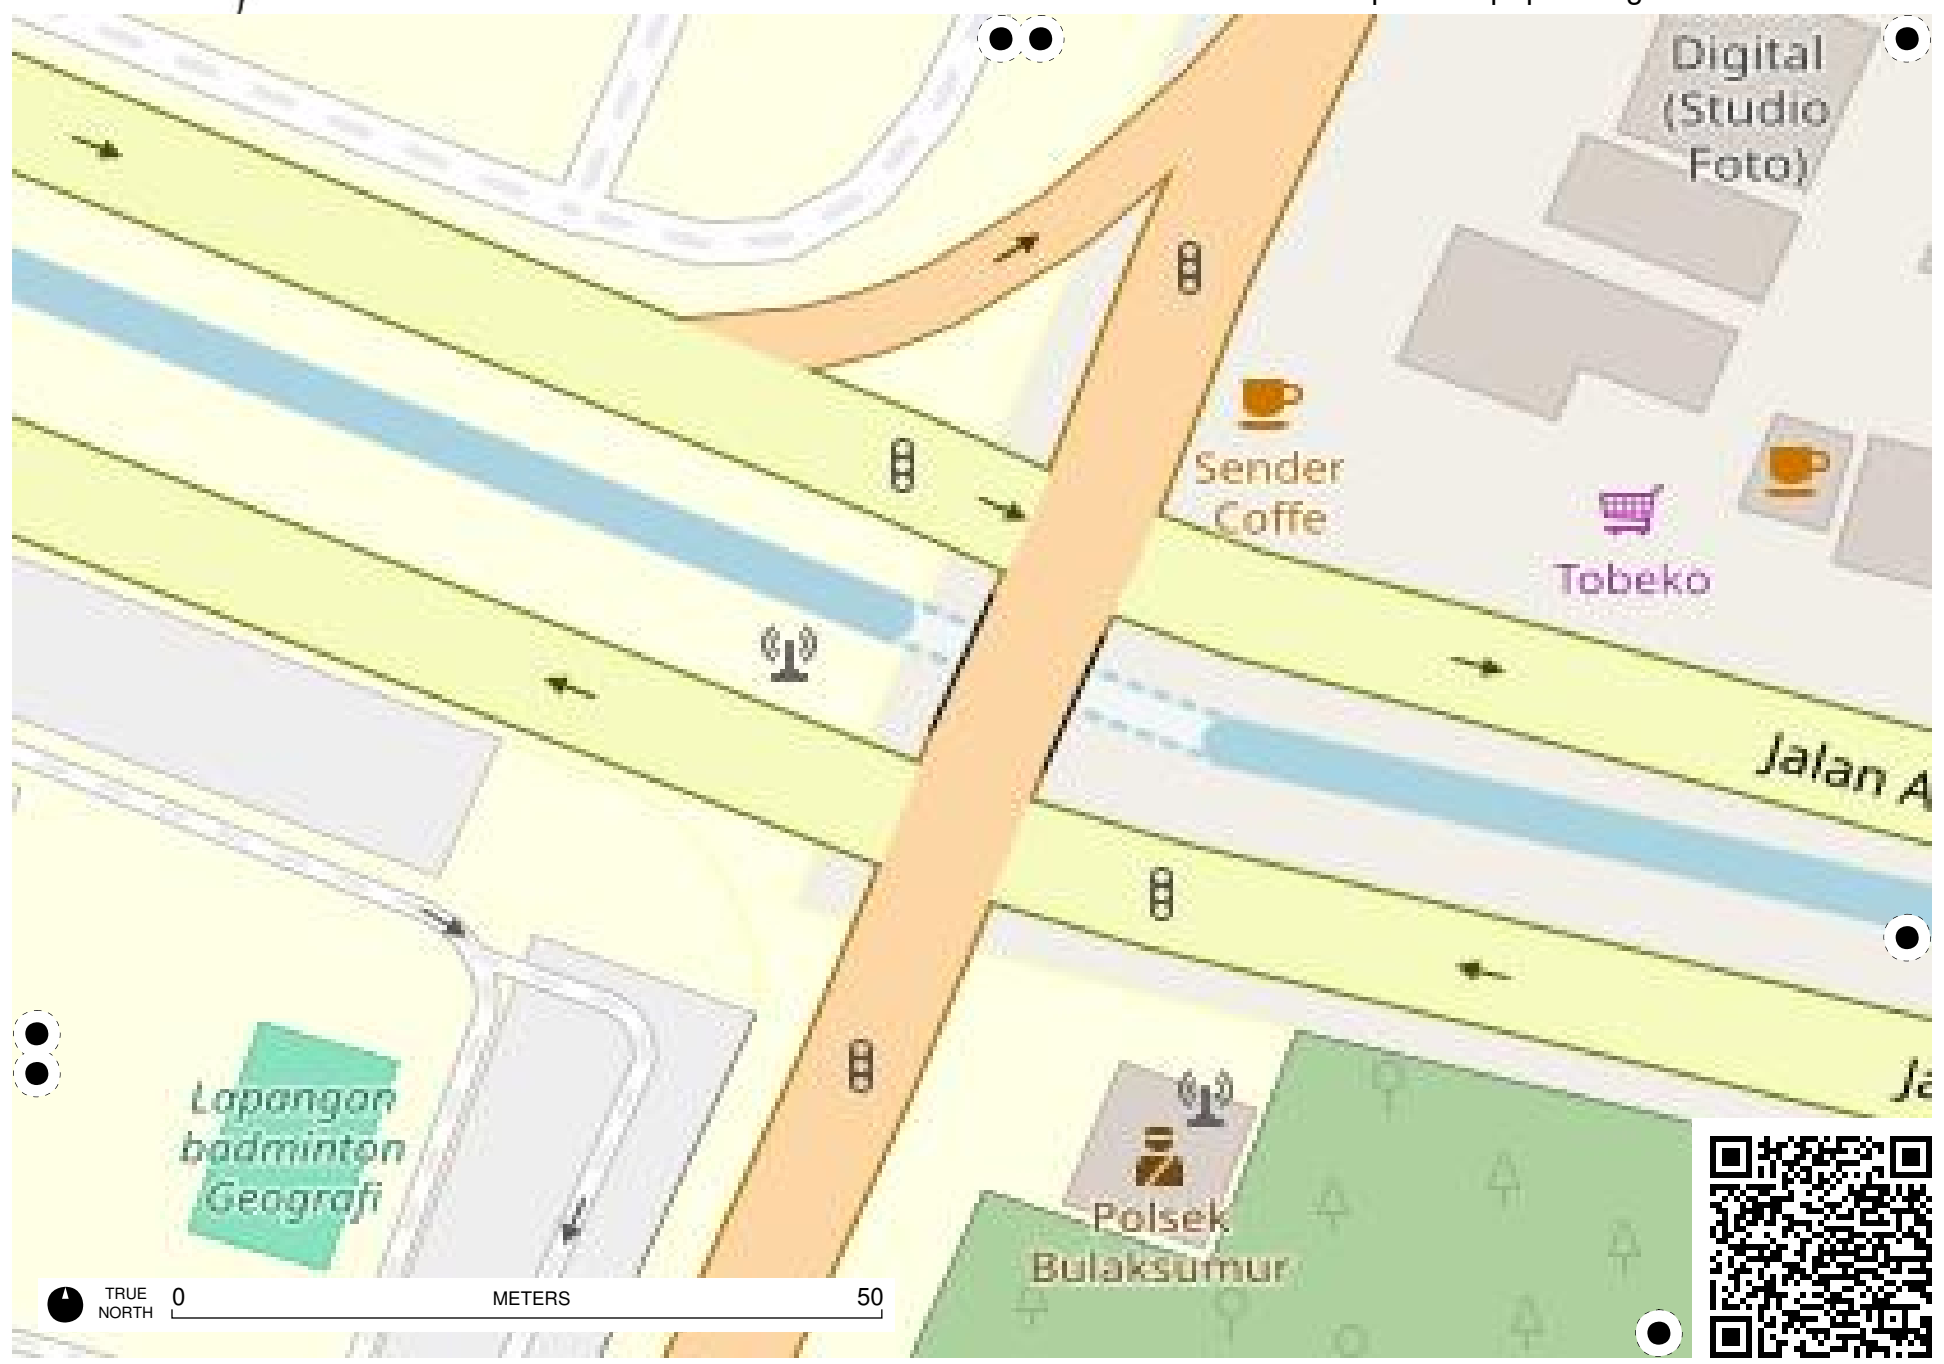 Digital
(Studio
Foto)
Sender
Coffe
Tobeko
Jalan A
Ja
Lapangan
badminton
Geografi
Polsek
Bulaksumur
TRUE
NORTH
0 METERS 50